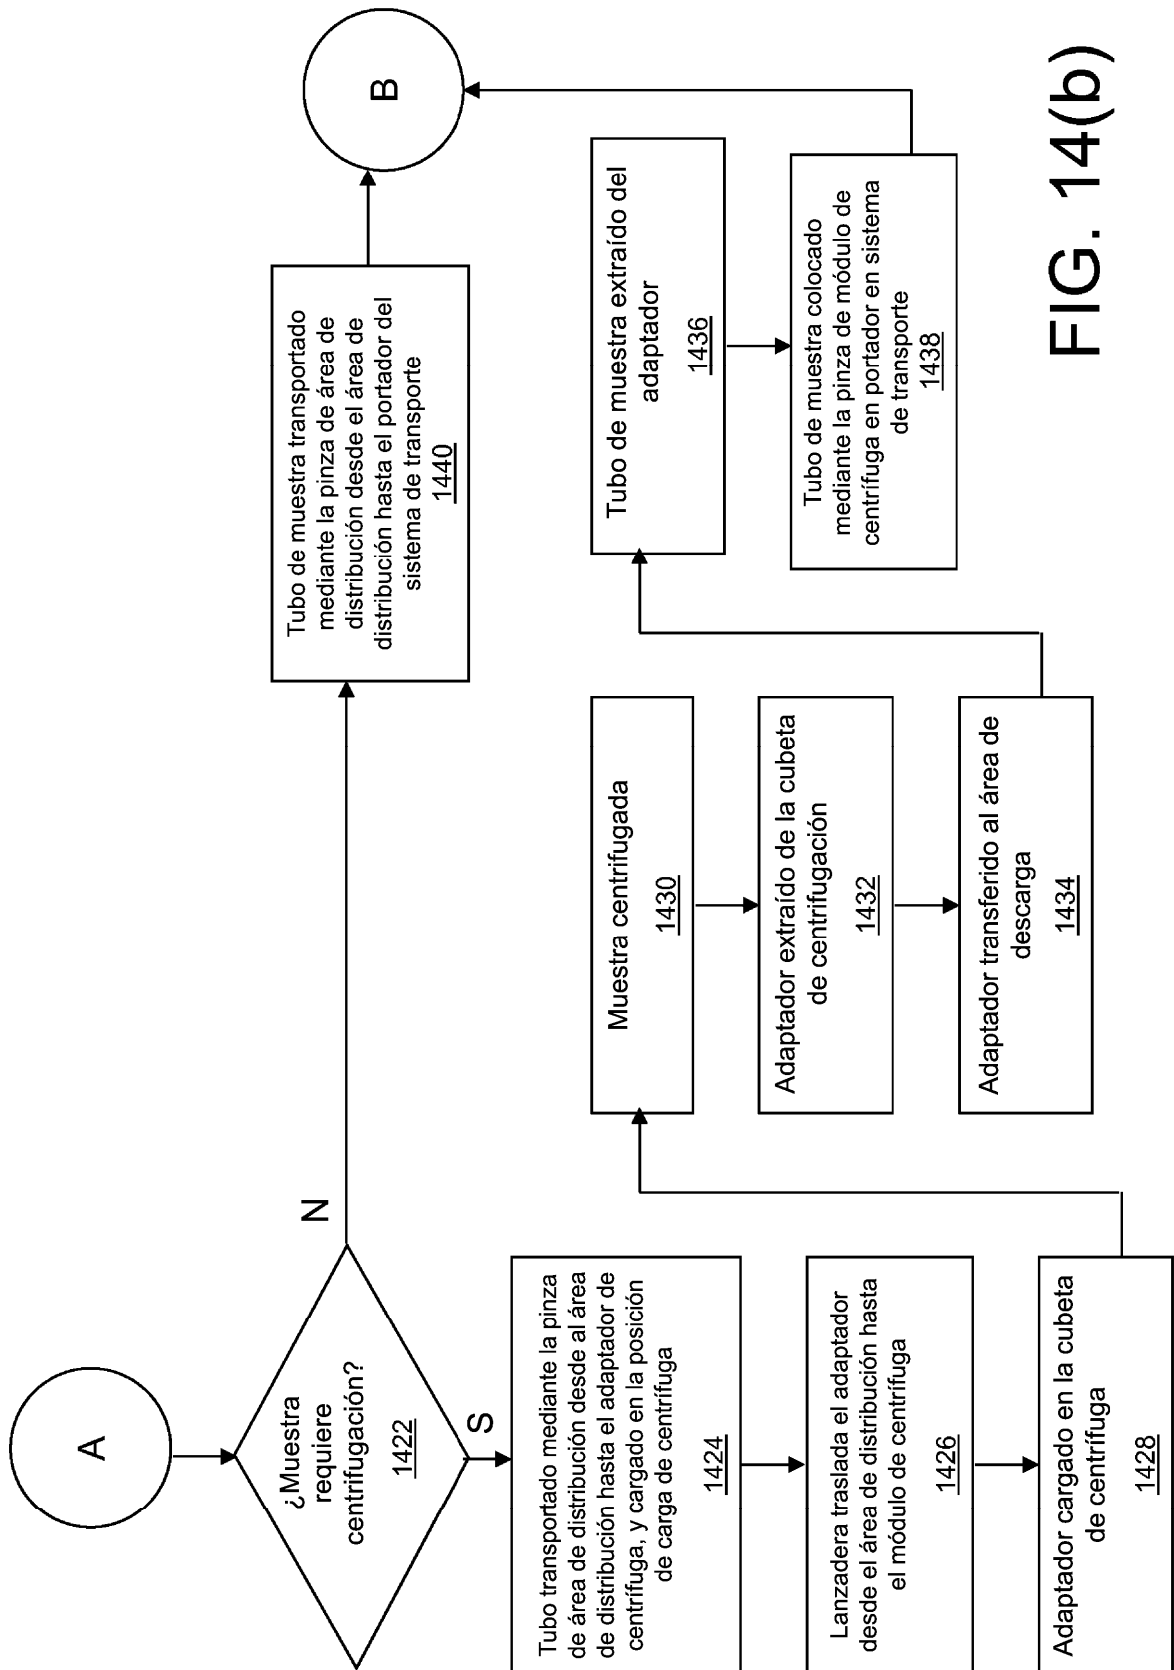 A
¿Muestra
requiere
centrifugación?
1422
N
S
Tubo transportado mediante la pinza
de área de distribución desde al área
de distribución hasta el adaptador de
centrífuga, y cargado en la posición
de carga de centrífuga
1424
Lanzadera traslada el adaptador
desde el área de distribución hasta
el módulo de centrífuga
1426
Adaptador cargado en la cubeta
de centrífuga
1428
Muestra centrifugada
1430
Adaptador extraído de la cubeta
de centrifugación
1432
Adaptador transferido al área de
descarga
1434
Tubo de muestra extraído del
adaptador
1436
Tubo de muestra colocado
mediante la pinza de módulo de
centrífuga en portador en sistema
de transporte
1438
Tubo de muestra transportado
mediante la pinza de área de
distribución desde el área de
distribución hasta el portador del
sistema de transporte
1440
B
FIG. 14(b)